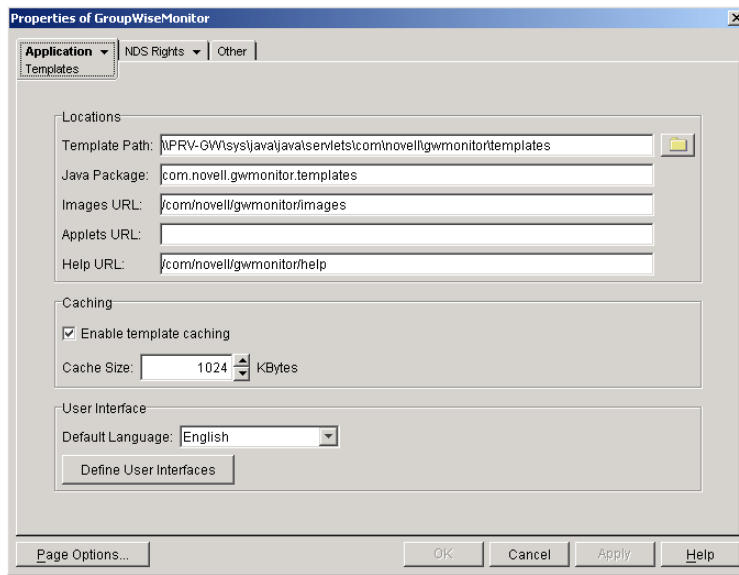 Properties of GroupWiseMonitor
Application NDS Rights Other
Templates
Locations
Template Path: \\PRV-GW\sys\java\java\servlets\com\novell\gwmonitor\templates
Java Package: com.novell.gwmonitor.templates
Images URL: /com/novell/gwmonitor/images
Applets URL:
Help URL: /com/novell/gwmonitor/help
Caching
Enable template caching
Cache Size: 1024 KBytes
User Interface
Default Language: English
Define User Interfaces
Page Options... OK Cancel Apply Help